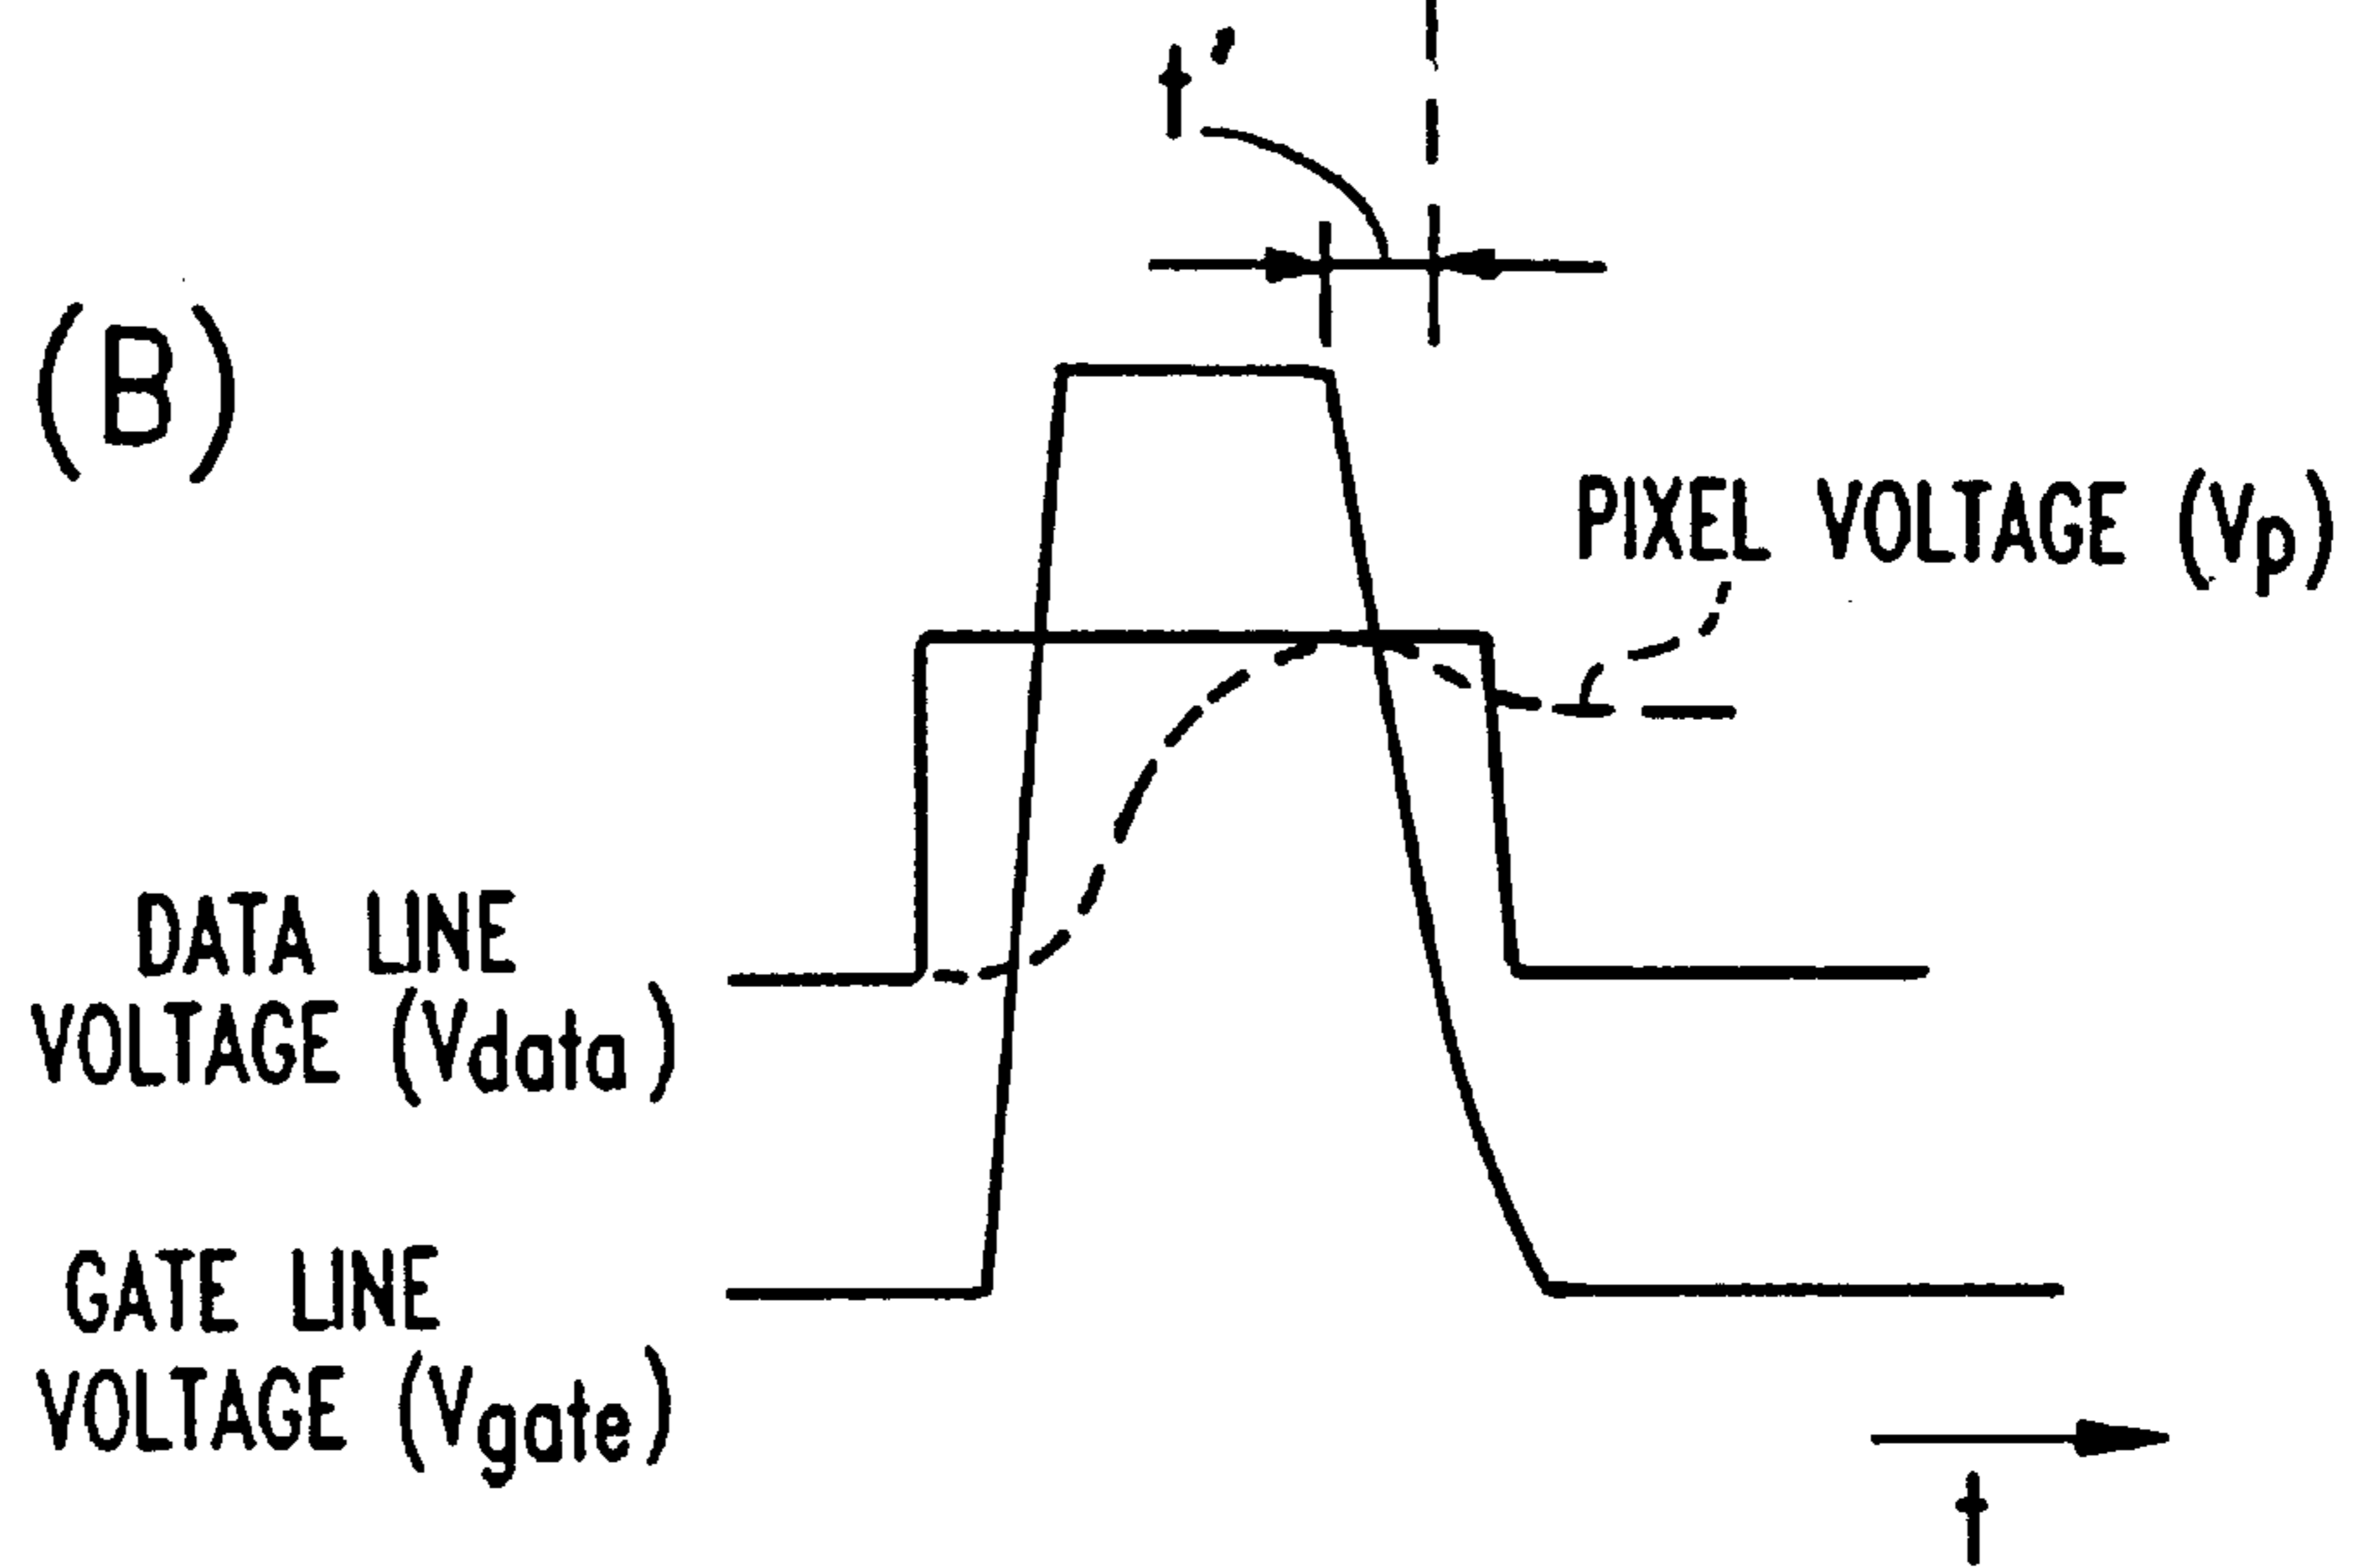 t'
(B)
PIXEL VOLTAGE (Vp)
DATA LINE
VOLTAGE (Vdata)
GATE LINE
VOLTAGE (Vgate)
t